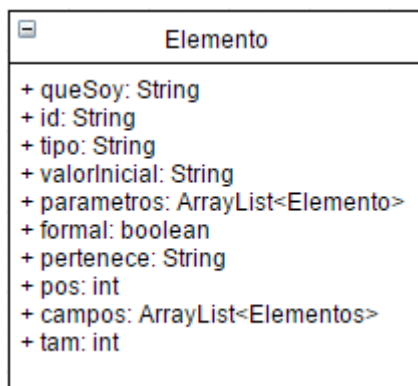 Elemento
+ queSoy: String
+ id: String
+ tipo: String
+ valorInicial: String
+ parametros: ArrayList<Elemento>
+ formal: boolean
+ pertenece: String
+ pos: int
+ campos: ArrayList<Elementos>
+ tam: int